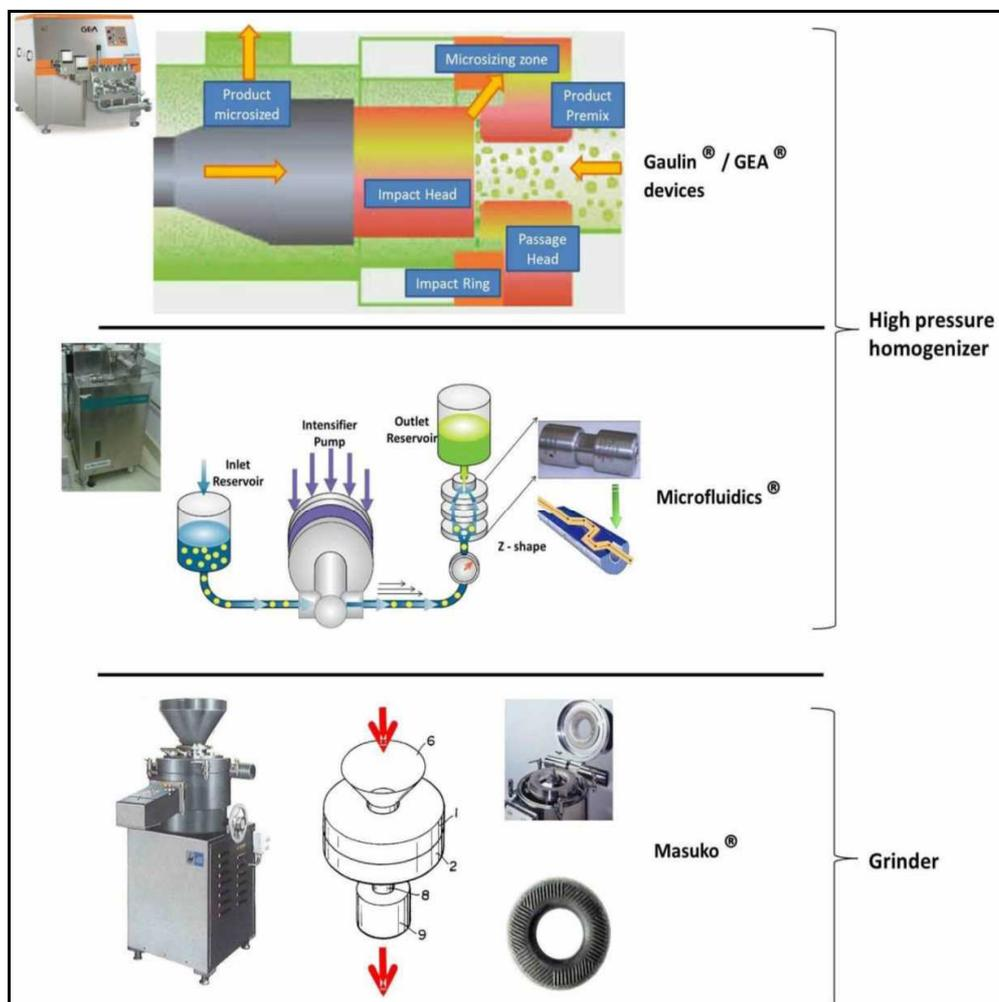 GEA
Product
microsized
Microsizing zone
Product
Premix
Impact Head
Passage
Head
Impact Ring
Gaulin ® / GEA ®
devices
High pressure
homogenizer
Inlet
Reservoir
Intensifier
Pump
Outlet
Reservoir
Z - shape
Microfluidics ®
H
6
1
2
8
9
H
Masuko ®
Grinder